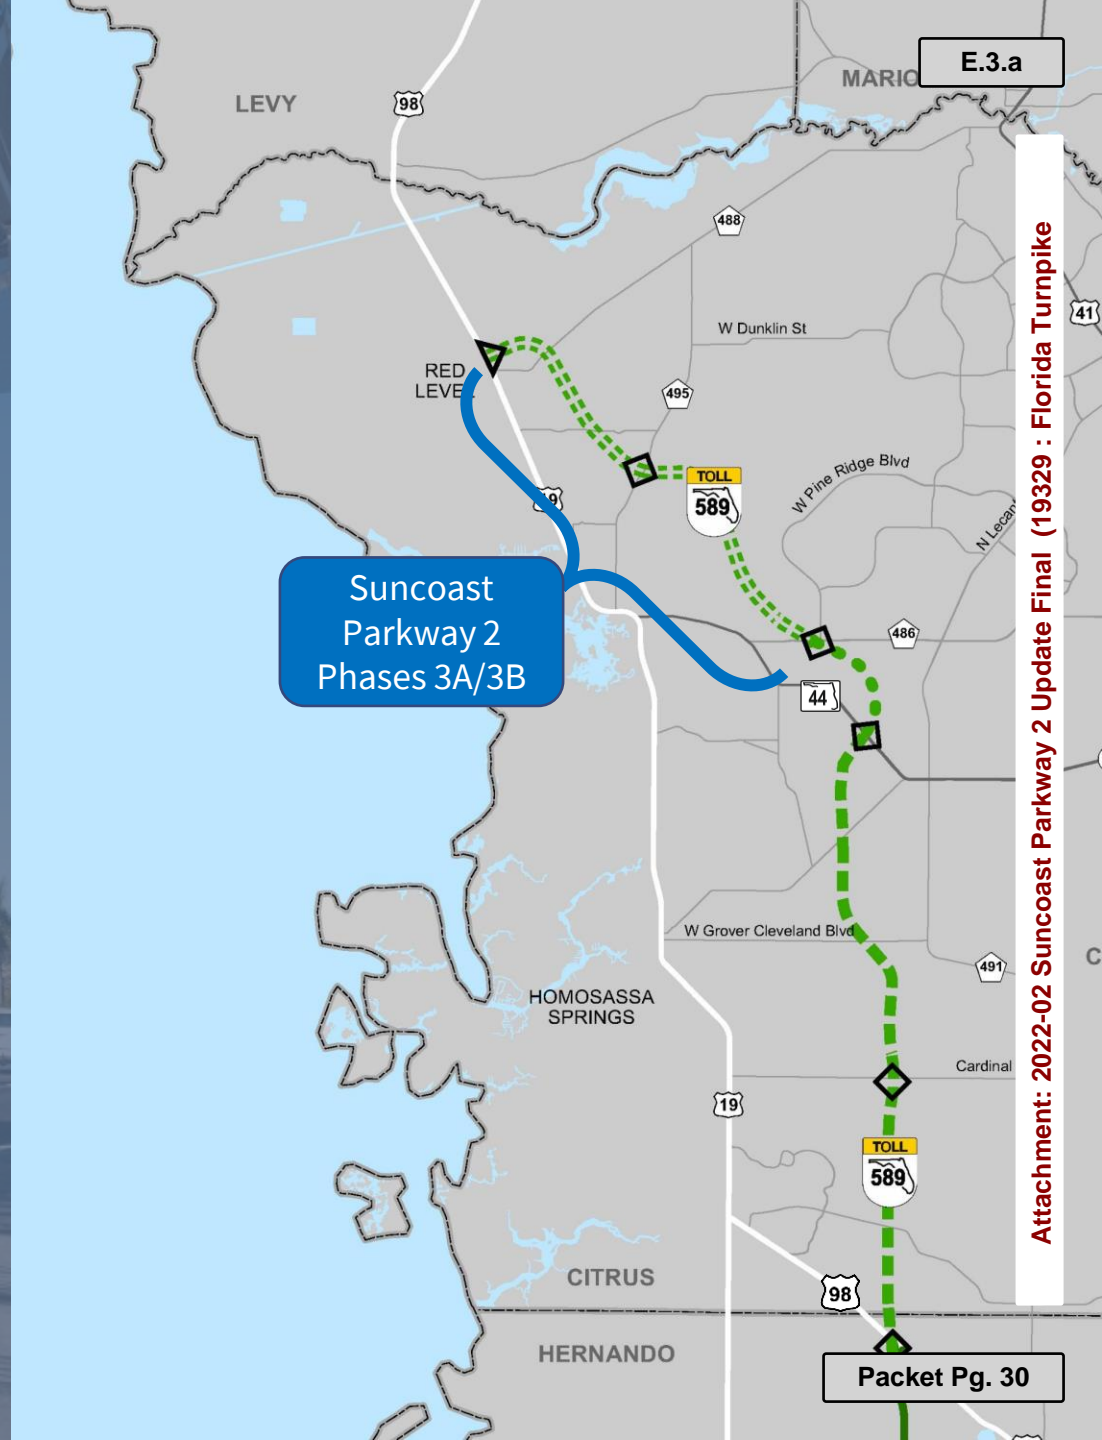 E.3.a
MARIO
LEVY
98
488
41
W Dunklin St
RED
LEVEL
495
W Pine Ridge Blvd
TOLL
589
N Lecan
19
Suncoast
Parkway 2
Phases 3A/3B
486
44
W Grover Cleveland Blvd
C
491
HOMOSASSA
SPRINGS
Cardinal
19
TOLL
589
CITRUS
98
HERNANDO
Packet Pg. 30
Attachment: 2022-02 Suncoast Parkway 2 Update Final (19329 : Florida Turnpike